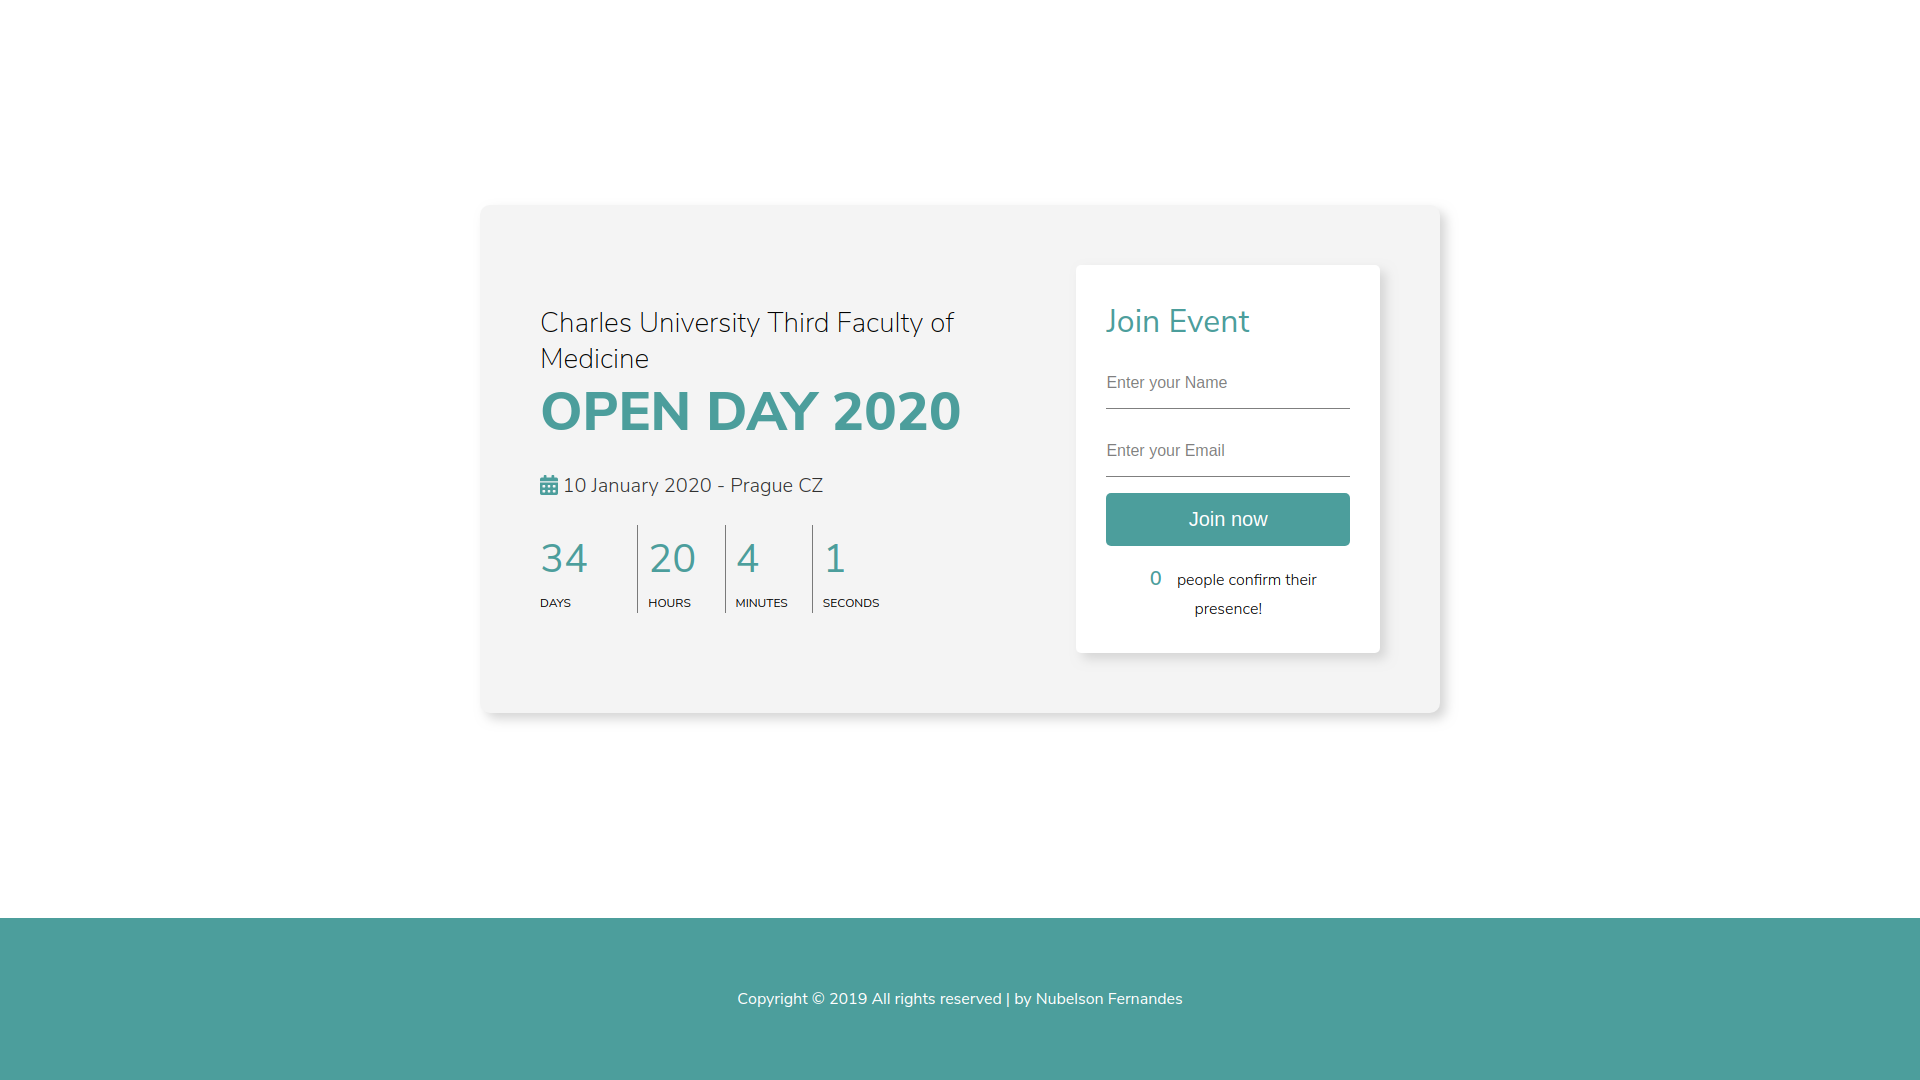 Charles University Third Faculty of
Medicine
OPEN DAY 2020
10 January 2020 - Prague CZ
34 20 4 1
DAYS HOURS MINUTES SECONDS
Join Event
Enter your Name
Enter your Email
Join now
0 people confirm their
presence!
Copyright © 2019 All rights reserved | by Nubelson Fernandes